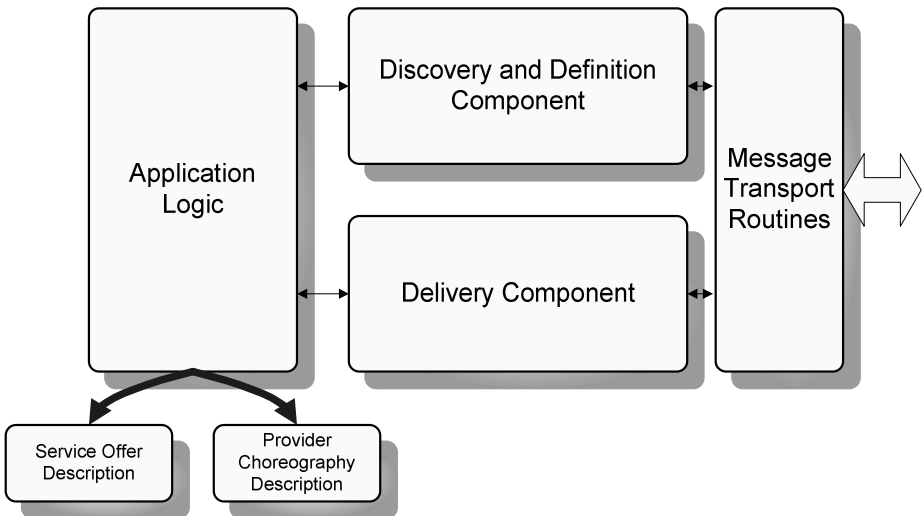 Discovery and Definition
Component
Application
Logic
Message
Transport
Routines
Delivery Component
Service Offer
Description
Provider
Choreography
Description